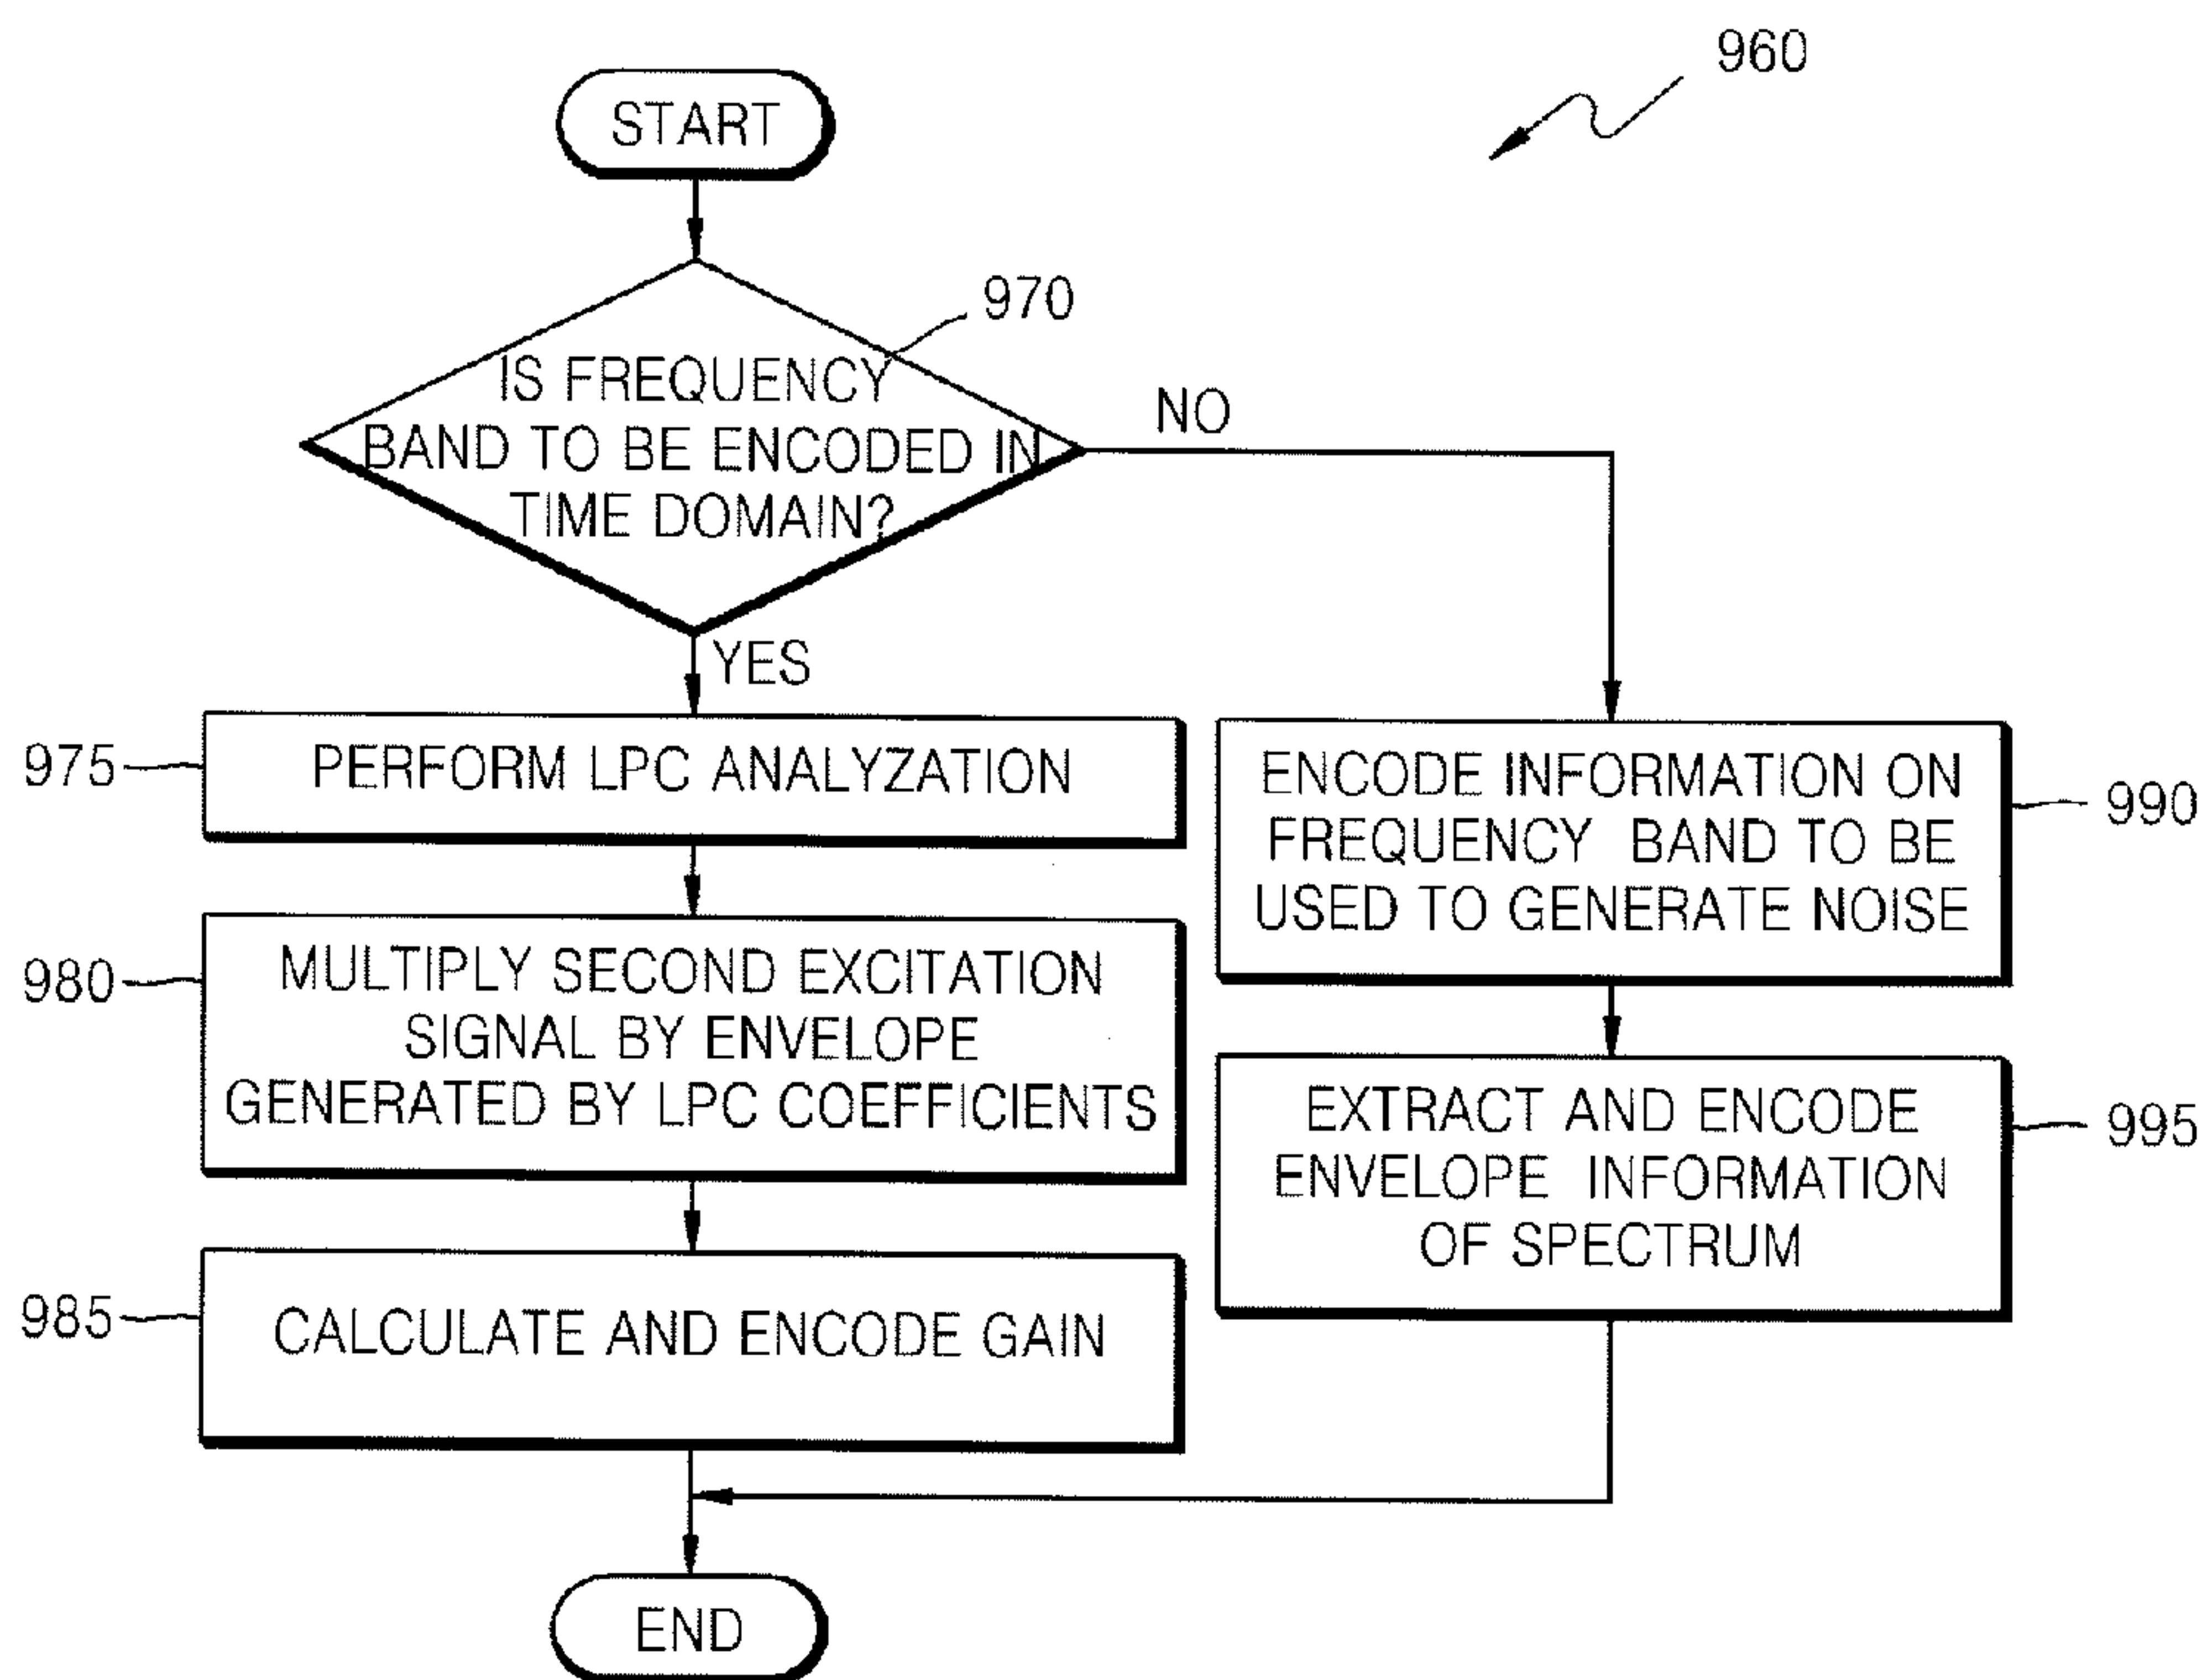 960
START
970
IS FREQUENCY
BAND TO BE ENCODED IN
TIME DOMAIN?
NO
YES
975
PERFORM LPC ANALYZATION
980
MULTIPLY SECOND EXCITATION
SIGNAL BY ENVELOPE
GENERATED BY LPC COEFFICIENTS
985
CALCULATE AND ENCODE GAIN
ENCODE INFORMATION ON
FREQUENCY BAND TO BE
USED TO GENERATE NOISE
990
EXTRACT AND ENCODE
ENVELOPE INFORMATION
OF SPECTRUM
995
END